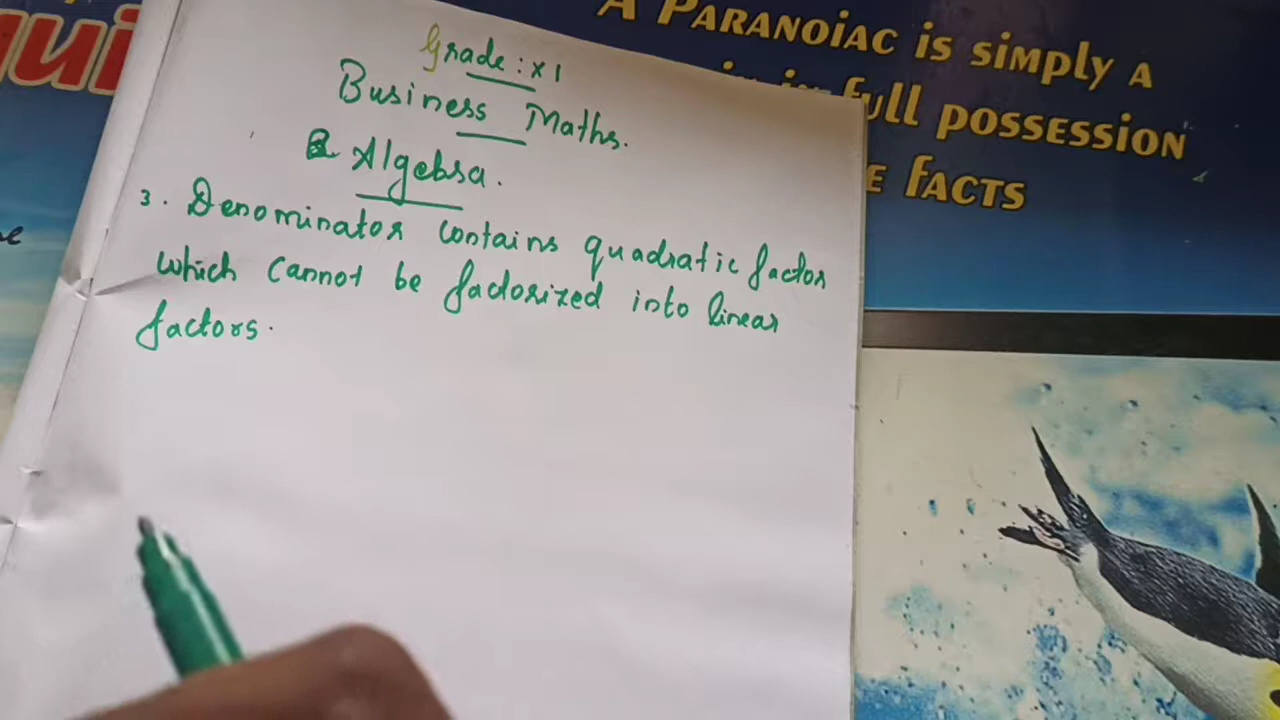 qui
A PARANOIAC is simply A
full possession
E FACTS
Grade : XI
Business Maths.
Algebra.
3. Denominator contains quadratic factor
which cannot be factorized into linear
factors.